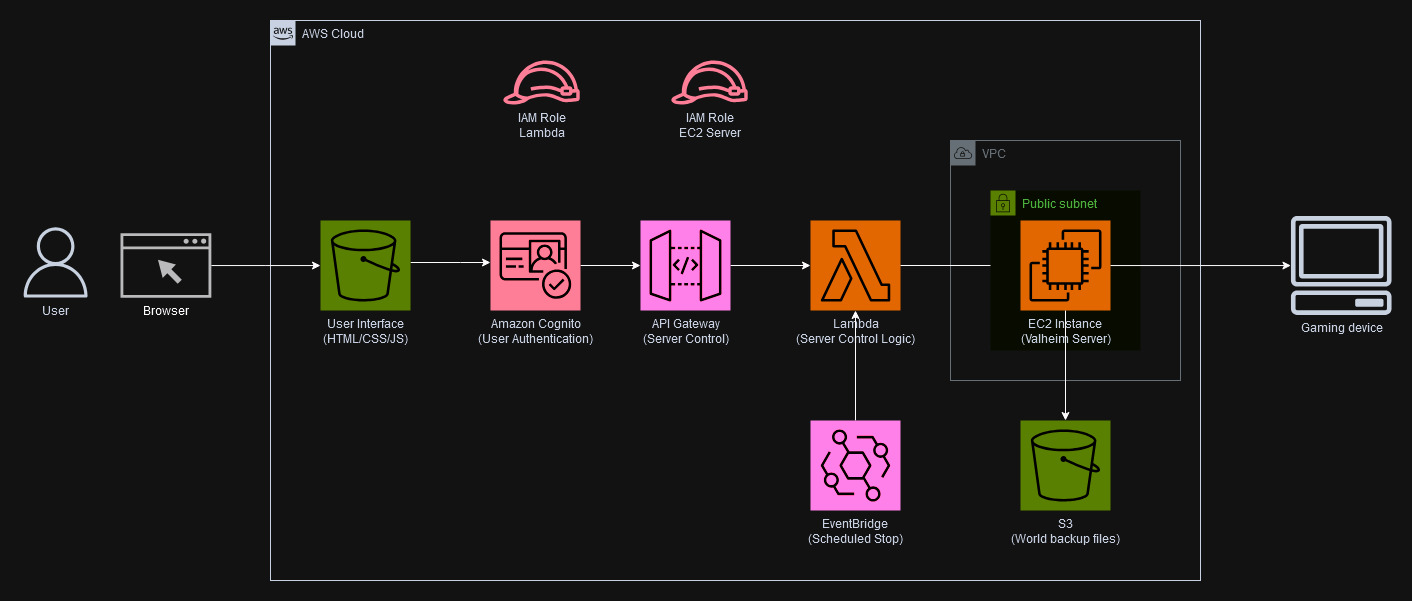 aws
AWS Cloud
IAM Role
Lambda
IAM Role
EC2 Server
VPC
Public subnet
</>
User
Browser
User Interface
(HTML/CSS/JS)
Amazon Cognito
(User Authentication)
API Gateway
(Server Control)
Lambda
(Server Control Logic)
EC2 Instance
(Valheim Server)
Gaming device
EventBridge
(Scheduled Stop)
S3
(World backup files)